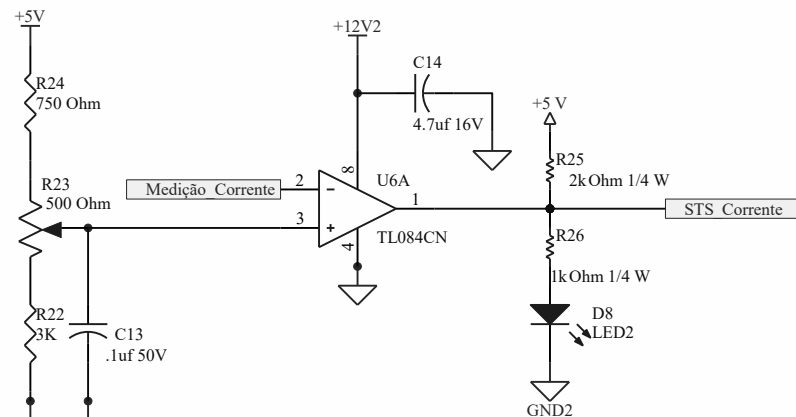 +5V
+12V2
R24
750 Ohm
C14
4.7uf 16V
+5 V
R23
500 Ohm
Medição_Corrente
2
8
U6A
1
R25
2k Ohm 1/4 W
STS_Corrente
3
4
TL084CN
R26
1k Ohm 1/4 W
R22
3K
C13
.1uf 50V
D8
LED2
GND2